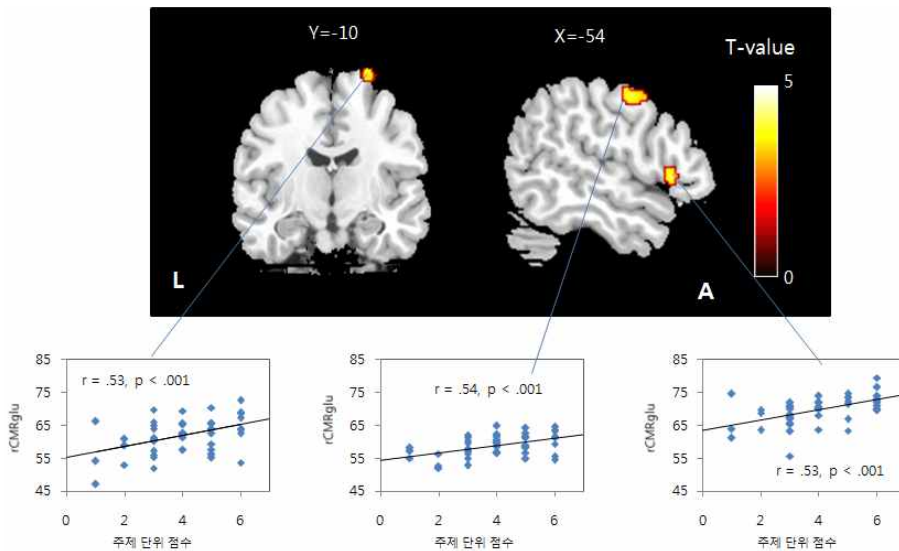 Y=-10
X=-54
T-value
5
0
L
A
85
75
65
55
45
rCMRglu
r = .53, p < .001
0 2 4 6
주제 단위 점수
85
75
65
55
45
rCMRglu
r = .54, p < .001
0 2 4 6
주제 단위 점수
85
75
65
55
45
rCMRglu
r = .53, p < .001
0 2 4 6
주제 단위 점수